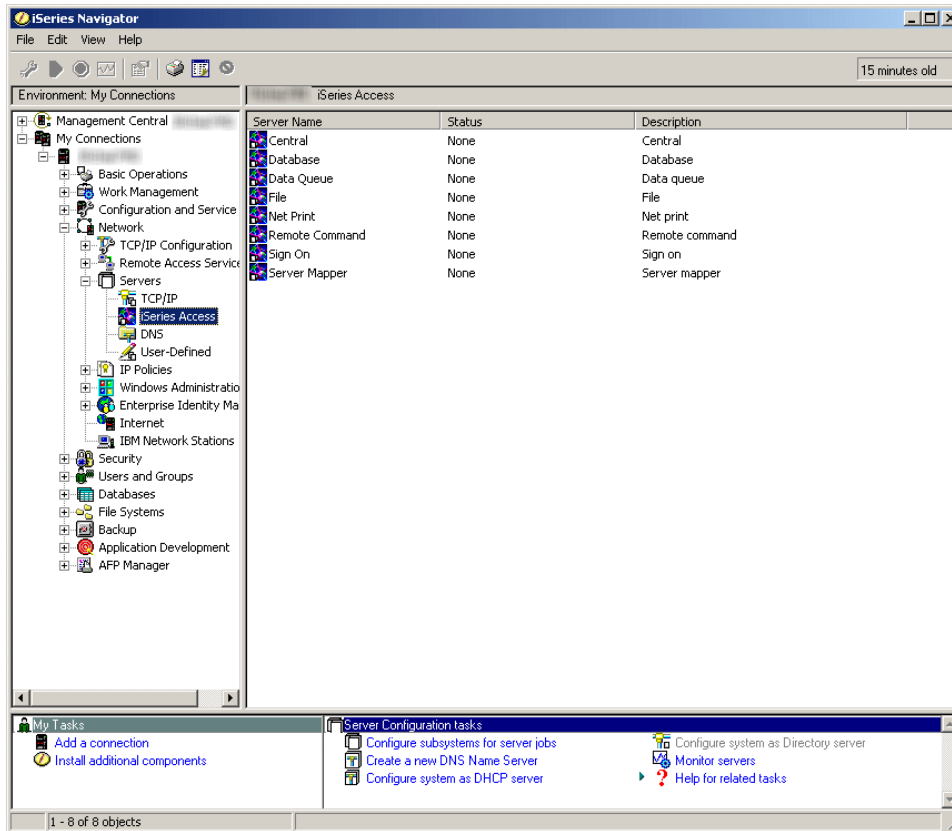 iSeries Navigator
File Edit View Help
15 minutes old
Environment: My Connections
iSeries Access
Management Central
My Connections
Basic Operations
Work Management
Configuration and Service
Network
TCP/IP Configuration
Remote Access Service
Servers
TCP/IP
iSeries Access
DNS
User-Defined
IP Policies
Windows Administratio
Enterprise Identity Ma
Internet
IBM Network Stations
Security
Users and Groups
Databases
File Systems
Backup
Application Development
AFP Manager
Server Name Status Description
Central None Central
Database None Database
Data Queue None Data queue
File None File
Net Print None Net print
Remote Command None Remote command
Sign On None Sign on
Server Mapper None Server mapper
My Tasks
Add a connection
Install additional components
Server Configuration tasks
Configure subsystems for server jobs
Create a new DNS Name Server
Configure system as DHCP server
Configure system as Directory server
Monitor servers
Help for related tasks
1 - 8 of 8 objects